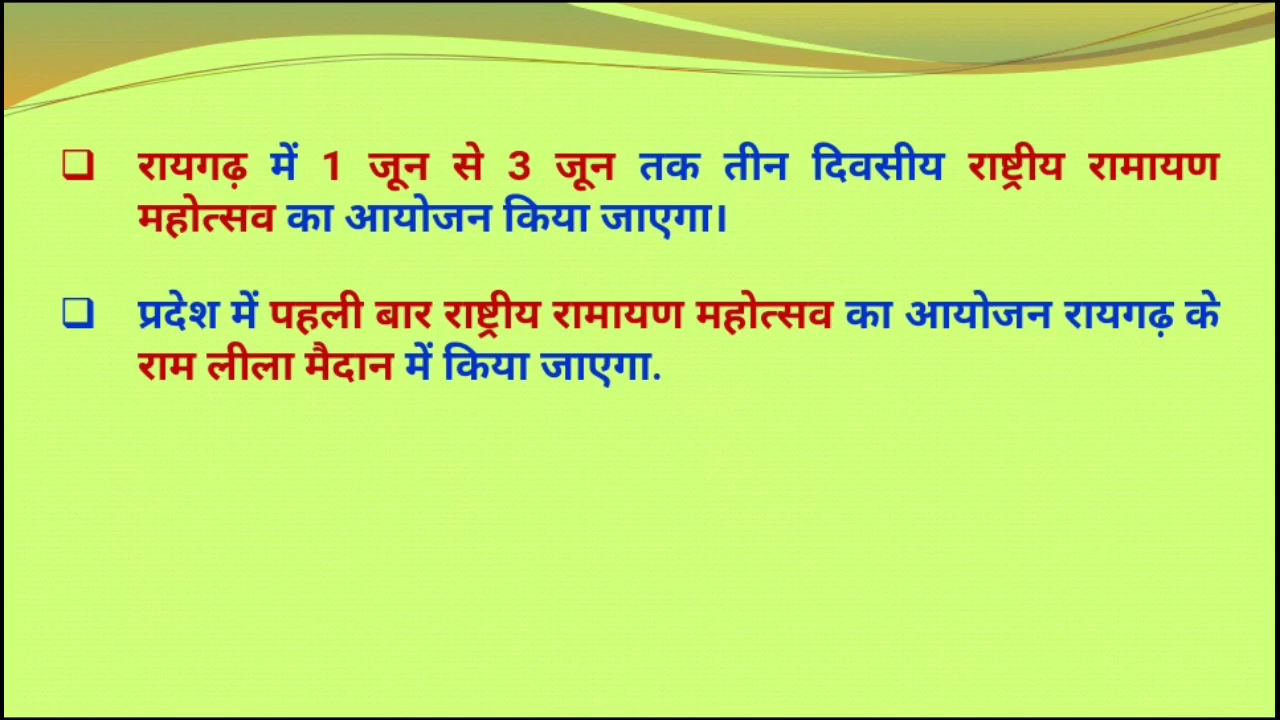 रायगढ़ में 1 जून से 3 जून तक तीन दिवसीय राष्ट्रीय रामायण
महोत्सव का आयोजन किया जाएगा।
प्रदेश में पहली बार राष्ट्रीय रामायण महोत्सव का आयोजन रायगढ़ के
राम लीला मैदान में किया जाएगा.